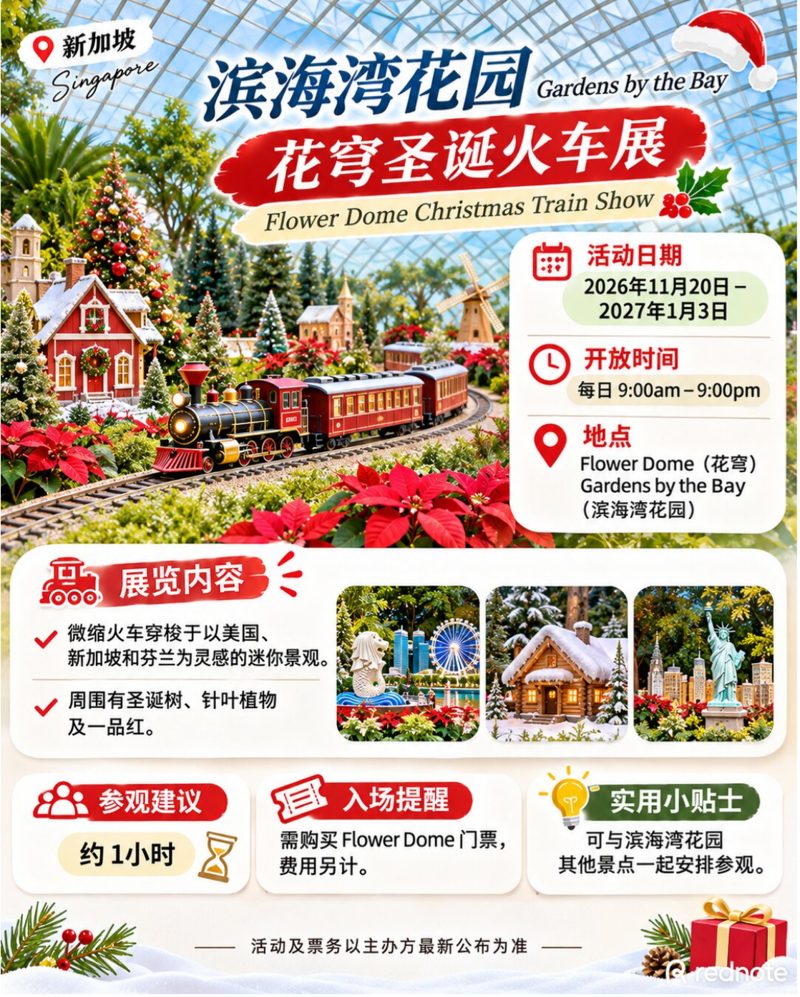 新加坡
Singapore
滨海湾花园
Gardens by the Bay
花穹圣诞火车展
Flower Dome Christmas Train Show
活动日期
2026年11月20日 –
2027年1月3日
开放时间
每日 9:00am – 9:00pm
地点
Flower Dome（花穹）
Gardens by the Bay
（滨海湾花园）
展览内容
微缩火车穿梭于以美国、
新加坡和芬兰为灵感的迷你景观。
周围有圣诞树、针叶植物
及一品红。
参观建议
约 1小时
入场提醒
需购买 Flower Dome 门票，
费用另计。
实用小贴士
可与滨海湾花园
其他景点一起安排参观。
活动及票务以主办方最新公布为准
rednote